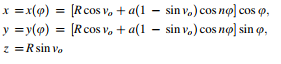 x = x(φ) = [R cos v₀ + a(1 − sin v₀) cos nφ] cos φ,
y = y(φ) = [R cos v₀ + a(1 − sin v₀) cos nφ] sin φ,
z = R sin v₀